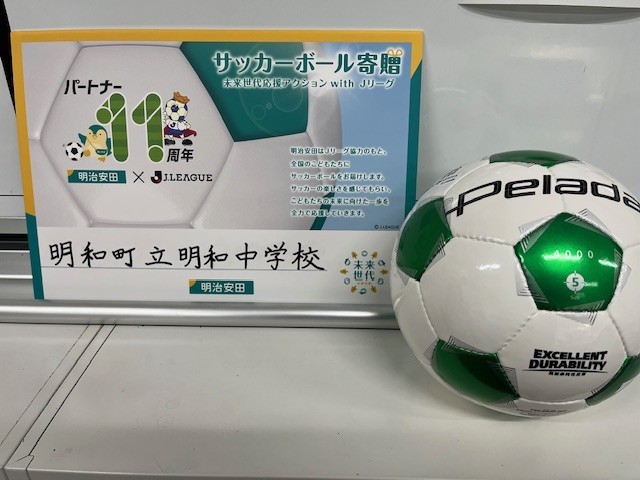 サッカーボール寄贈
未来世代応援アクション with Jリーグ
パートナー
11
周年
明治安田 × J.LEAGUE
明治安田はJリーグ協力のもと、
全国のこどもたちに
サッカーボールをお届けします。
サッカーの楽しさを感じてもらい、
こどもたちの未来に向けた一歩を
全力で応援していきます。
©J.LEAGUE
明和町立明和中学校
未来
世代
明治安田
Pelada
4000
5
EXCELLENT
DURABILITY